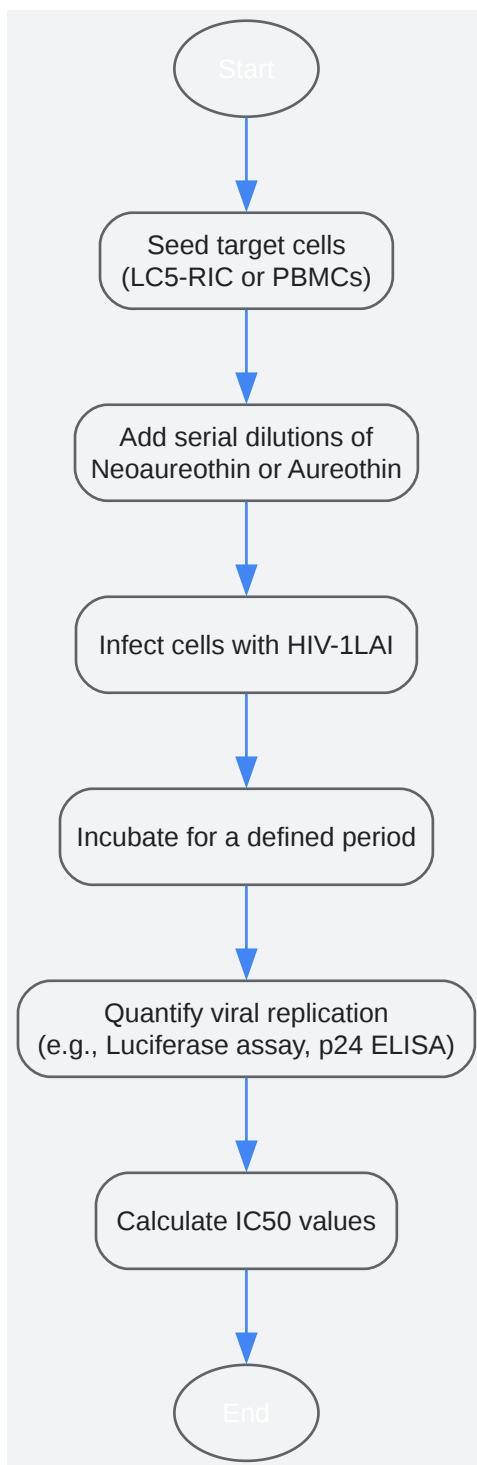 Start
Seed target cells
(LC5-RIC or PBMCs)
Add serial dilutions of
Neoaureothin or Aureothin
Infect cells with HIV-1LAI
Incubate for a defined period
Quantify viral replication
(e.g., Luciferase assay, p24 ELISA)
Calculate IC50 values
End